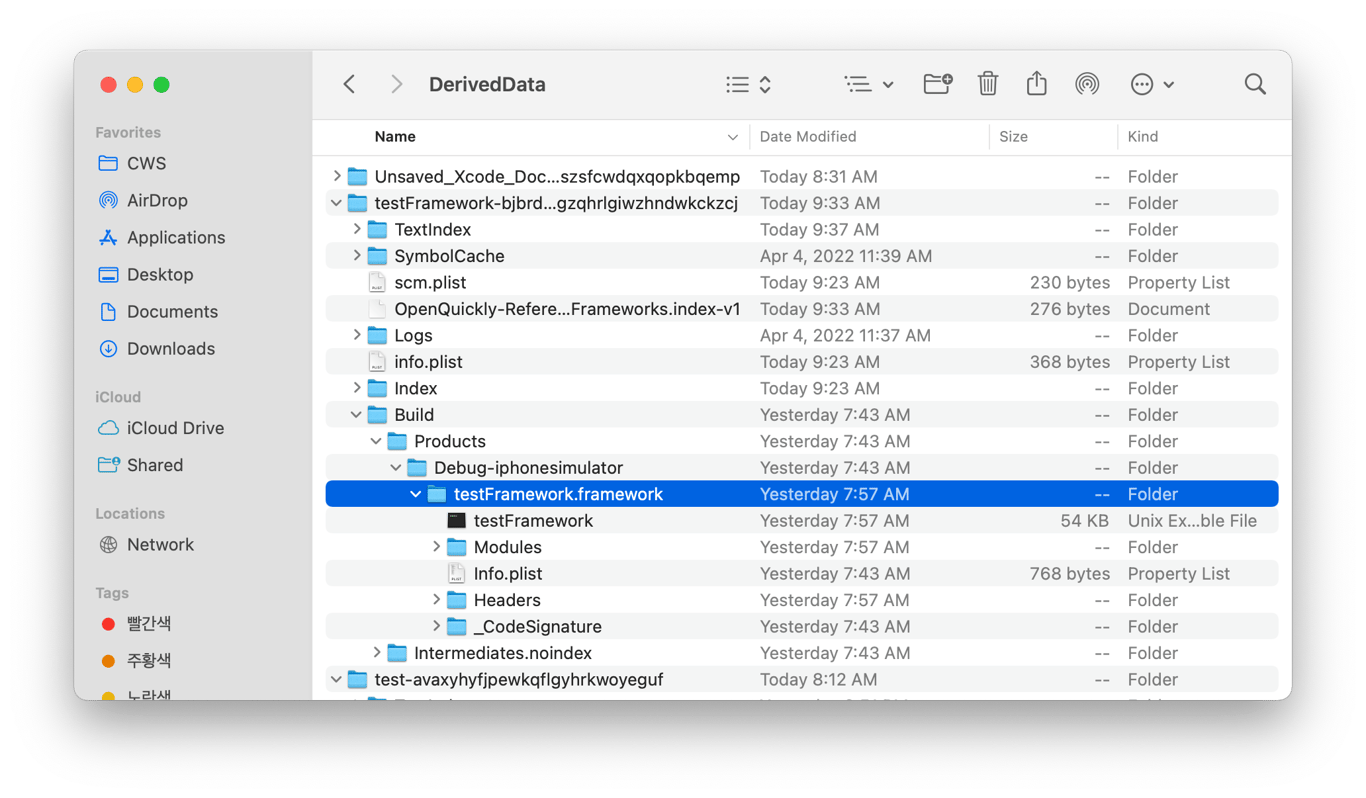 DerivedData
Favorites
CWS
AirDrop
Applications
Desktop
Documents
Downloads
iCloud
iCloud Drive
Shared
Locations
Network
Tags
빨간색
주황색
노란색
Name Date Modified Size Kind
Unsaved_Xcode_Doc...szsfcwdqxqopkbqemp Today 8:31 AM -- Folder
testFramework-bjbrd...gzqhrlgiwzhndwkckzcj Today 9:33 AM -- Folder
TextIndex Today 9:37 AM -- Folder
SymbolCache Apr 4, 2022 11:39 AM -- Folder
scm.plist Today 9:23 AM 230 bytes Property List
OpenQuickly-Refere...Frameworks.index-v1 Today 9:33 AM 276 bytes Document
Logs Apr 4, 2022 11:37 AM -- Folder
info.plist Today 9:23 AM 368 bytes Property List
Index Today 9:23 AM -- Folder
Build Yesterday 7:43 AM -- Folder
Products Yesterday 7:43 AM -- Folder
Debug-iphonesimulator Yesterday 7:43 AM -- Folder
testFramework.framework Yesterday 7:57 AM -- Folder
testFramework Yesterday 7:57 AM 54 KB Unix Ex...ble File
Modules Yesterday 7:57 AM -- Folder
Info.plist Yesterday 7:43 AM 768 bytes Property List
Headers Yesterday 7:57 AM -- Folder
_CodeSignature Yesterday 7:43 AM -- Folder
Intermediates.noindex Yesterday 7:43 AM -- Folder
test-avaxyhyfjpewkqflgyhrkwoyeguf Today 8:12 AM -- Folder